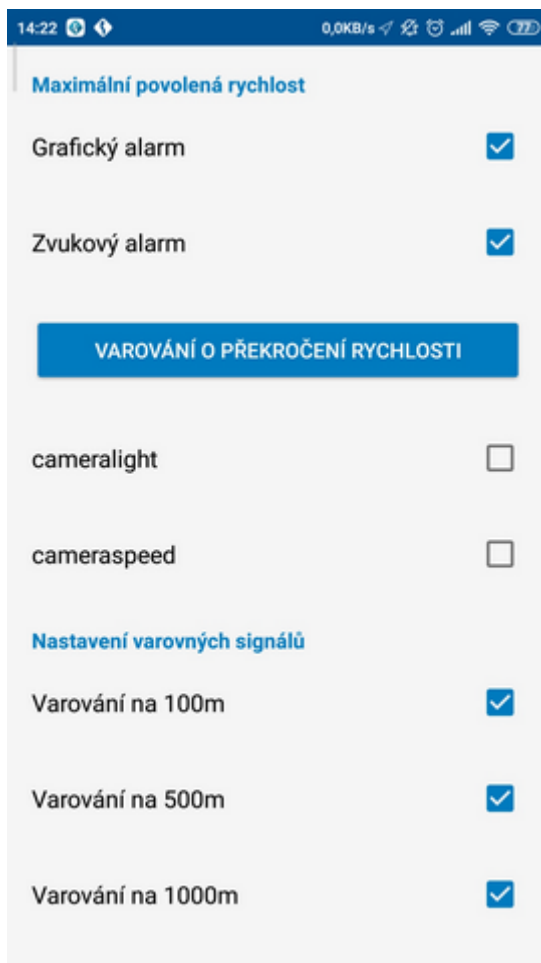 14:22 0,0KB/s 77
Maximální povolená rychlost
Grafický alarm
Zvukový alarm
VAROVÁNÍ O PŘEKROČENÍ RYCHLOSTI
cameralight
cameraspeed
Nastavení varovných signálů
Varování na 100m
Varování na 500m
Varování na 1000m